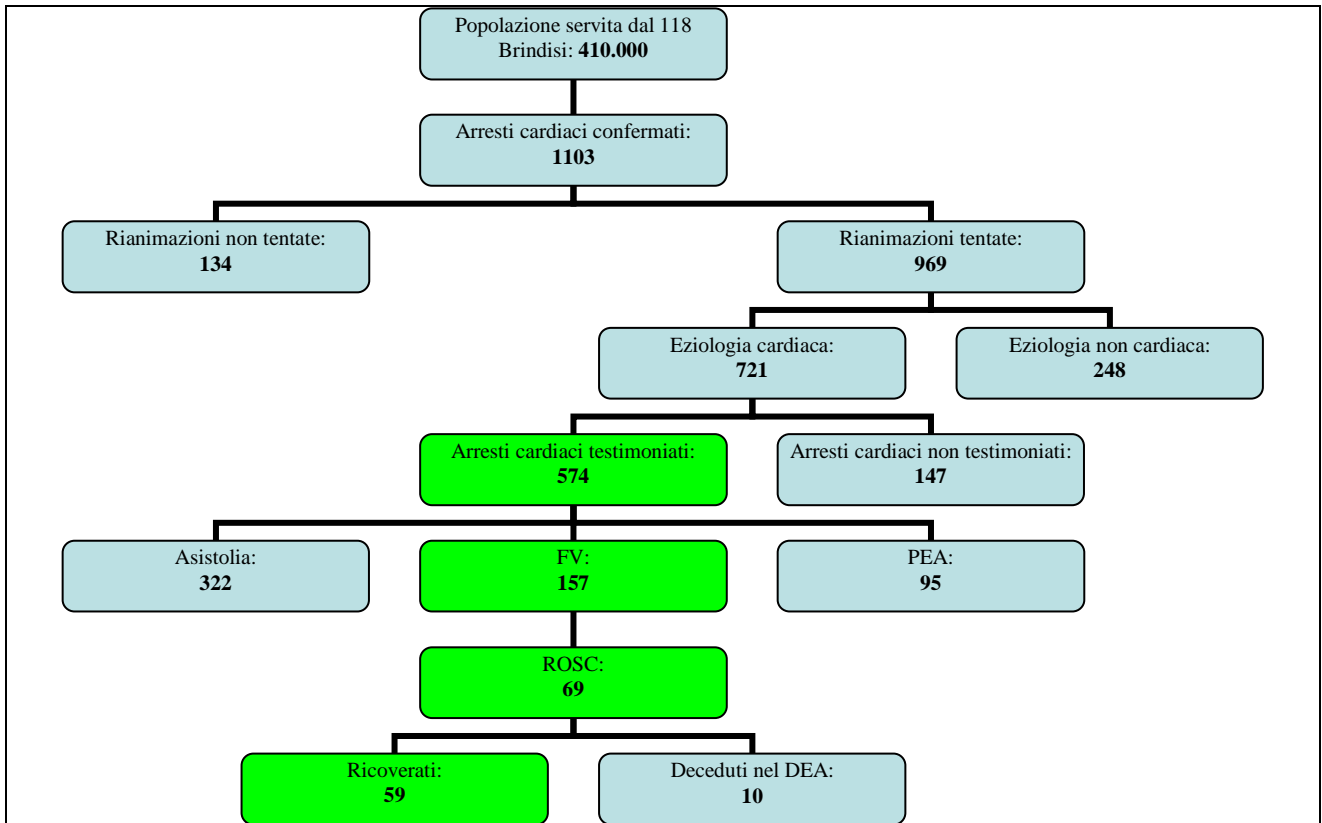 Popolazione servita dal 118
Brindisi: 410.000
Arresti cardiaci confermati:
1103
Rianimazioni non tentate:
134
Rianimazioni tentate:
969
Eziologia cardiaca:
721
Eziologia non cardiaca:
248
Arresti cardiaci testimoniati:
574
Arresti cardiaci non testimoniati:
147
Asistolia:
322
FV:
157
PEA:
95
ROSC:
69
Ricoverati:
59
Deceduti nel DEA:
10